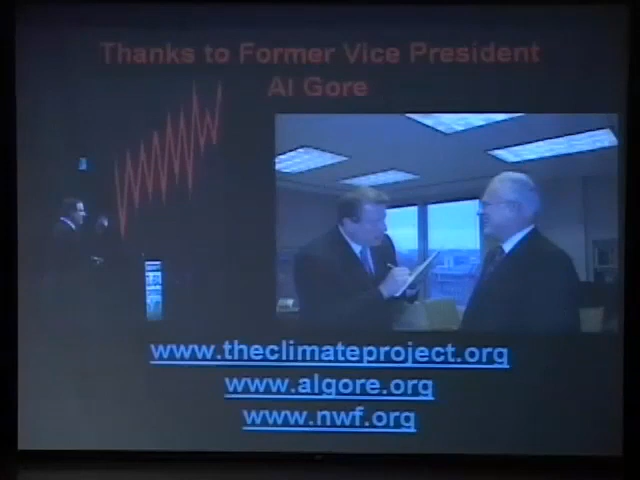 Thanks to Former Vice President
Al Gore
www.theclimateproject.org
www.algore.org
www.nwf.org